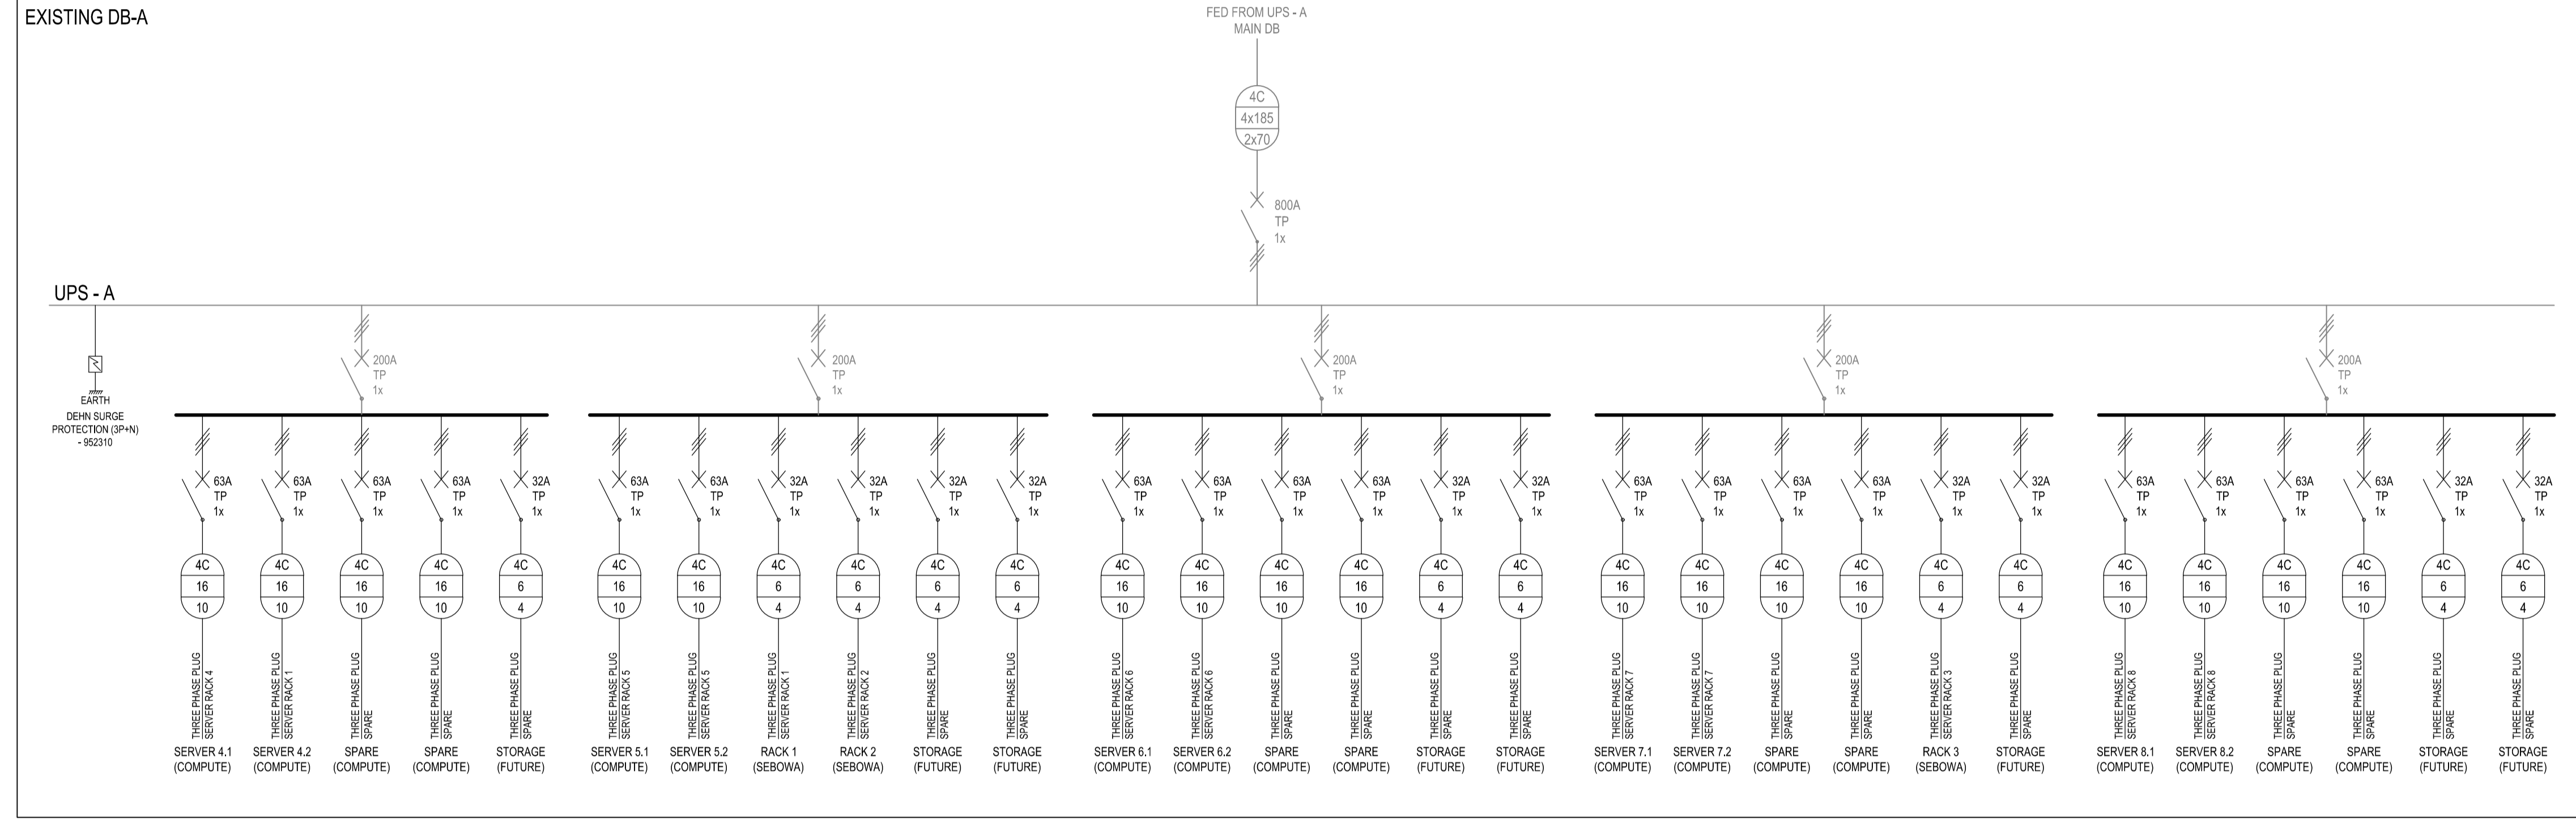 EXISTING DB-A
FED FROM UPS - A
MAIN DB
4C
4x185
2x70
800A
TP
1x
UPS - A
EARTH
DEHN SURGE
PROTECTION (3P+N)
- 952310
200A
TP
1x
200A
TP
1x
200A
TP
1x
200A
TP
1x
200A
TP
1x
63A
TP
1x
4C
16
10
THREE PHASE PLUG
SERVER RACK 4
SERVER 4.1
(COMPUTE)
63A
TP
1x
4C
16
10
THREE PHASE PLUG
SERVER RACK 1
SERVER 4.2
(COMPUTE)
63A
TP
1x
4C
16
10
THREE PHASE PLUG
SPARE
SPARE
(COMPUTE)
63A
TP
1x
4C
16
10
THREE PHASE PLUG
SPARE
SPARE
(COMPUTE)
32A
TP
1x
4C
6
4
THREE PHASE PLUG
SPARE
STORAGE
(FUTURE)
63A
TP
1x
4C
16
10
THREE PHASE PLUG
SERVER RACK 5
SERVER 5.1
(COMPUTE)
63A
TP
1x
4C
16
10
THREE PHASE PLUG
SERVER RACK 5
SERVER 5.2
(COMPUTE)
32A
TP
1x
4C
6
4
THREE PHASE PLUG
SERVER RACK 1
RACK 1
(SEBOWA)
32A
TP
1x
4C
6
4
THREE PHASE PLUG
SERVER RACK 2
RACK 2
(SEBOWA)
32A
TP
1x
4C
6
4
THREE PHASE PLUG
SPARE
STORAGE
(FUTURE)
32A
TP
1x
4C
6
4
THREE PHASE PLUG
SPARE
STORAGE
(FUTURE)
63A
TP
1x
4C
16
10
THREE PHASE PLUG
SERVER RACK 6
SERVER 6.1
(COMPUTE)
63A
TP
1x
4C
16
10
THREE PHASE PLUG
SERVER RACK 6
SERVER 6.2
(COMPUTE)
63A
TP
1x
4C
16
10
THREE PHASE PLUG
SPARE
SPARE
(COMPUTE)
63A
TP
1x
4C
16
10
THREE PHASE PLUG
SPARE
SPARE
(COMPUTE)
32A
TP
1x
4C
6
4
THREE PHASE PLUG
SPARE
STORAGE
(FUTURE)
32A
TP
1x
4C
6
4
THREE PHASE PLUG
SPARE
STORAGE
(FUTURE)
63A
TP
1x
4C
16
10
THREE PHASE PLUG
SERVER RACK 7
SERVER 7.1
(COMPUTE)
63A
TP
1x
4C
16
10
THREE PHASE PLUG
SERVER RACK 7
SERVER 7.2
(COMPUTE)
63A
TP
1x
4C
16
10
THREE PHASE PLUG
SPARE
SPARE
(COMPUTE)
63A
TP
1x
4C
16
10
THREE PHASE PLUG
SPARE
SPARE
(COMPUTE)
32A
TP
1x
4C
6
4
THREE PHASE PLUG
SERVER RACK 3
RACK 3
(SEBOWA)
32A
TP
1x
4C
6
4
THREE PHASE PLUG
SPARE
STORAGE
(FUTURE)
63A
TP
1x
4C
16
10
THREE PHASE PLUG
SERVER RACK 8
SERVER 8.1
(COMPUTE)
63A
TP
1x
4C
16
10
THREE PHASE PLUG
SERVER RACK 8
SERVER 8.2
(COMPUTE)
63A
TP
1x
4C
16
10
THREE PHASE PLUG
SPARE
SPARE
(COMPUTE)
63A
TP
1x
4C
16
10
THREE PHASE PLUG
SPARE
SPARE
(COMPUTE)
32A
TP
1x
4C
6
4
THREE PHASE PLUG
SPARE
STORAGE
(FUTURE)
32A
TP
1x
4C
6
4
THREE PHASE PLUG
SPARE
STORAGE
(FUTURE)